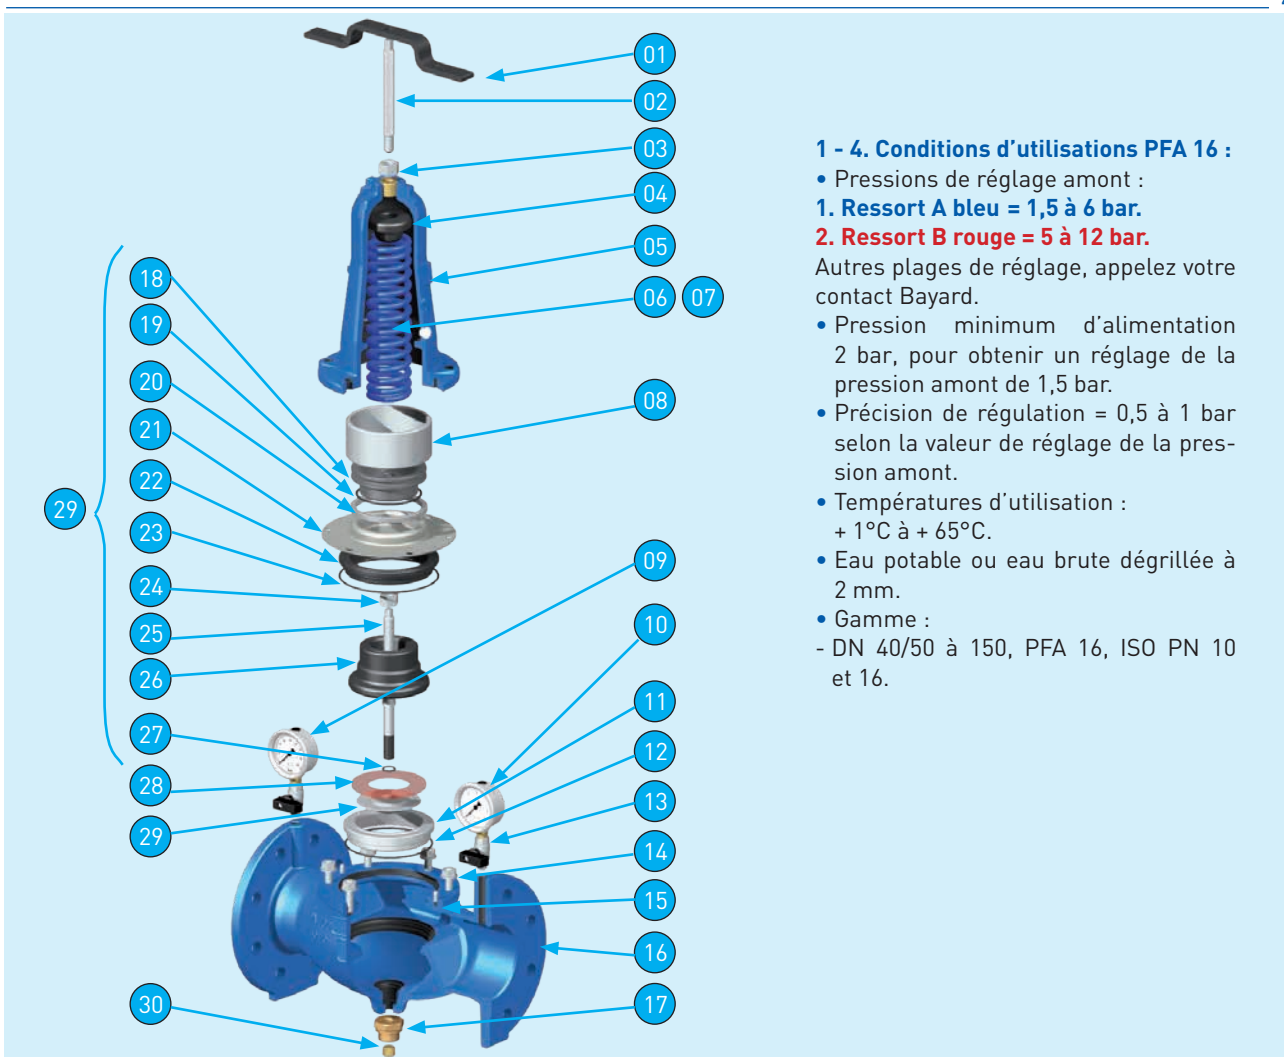 01
02
03
04
05
06 07
08
09
10
11
12
13
14
15
16
17
18
19
20
21
22
23
24
25
26
27
28
29
30
29
1 - 4. Conditions d’utilisations PFA 16 :
• Pressions de réglage amont :
1. Ressort A bleu = 1,5 à 6 bar.
2. Ressort B rouge = 5 à 12 bar.
Autres plages de réglage, appelez votre
contact Bayard.
• Pression minimum d’alimentation
2 bar, pour obtenir un réglage de la
pression amont de 1,5 bar.
• Précision de régulation = 0,5 à 1 bar
selon la valeur de réglage de la pres-
sion amont.
• Températures d’utilisation :
+ 1°C à + 65°C.
• Eau potable ou eau brute dégrillée à
2 mm.
• Gamme :
- DN 40/50 à 150, PFA 16, ISO PN 10
et 16.